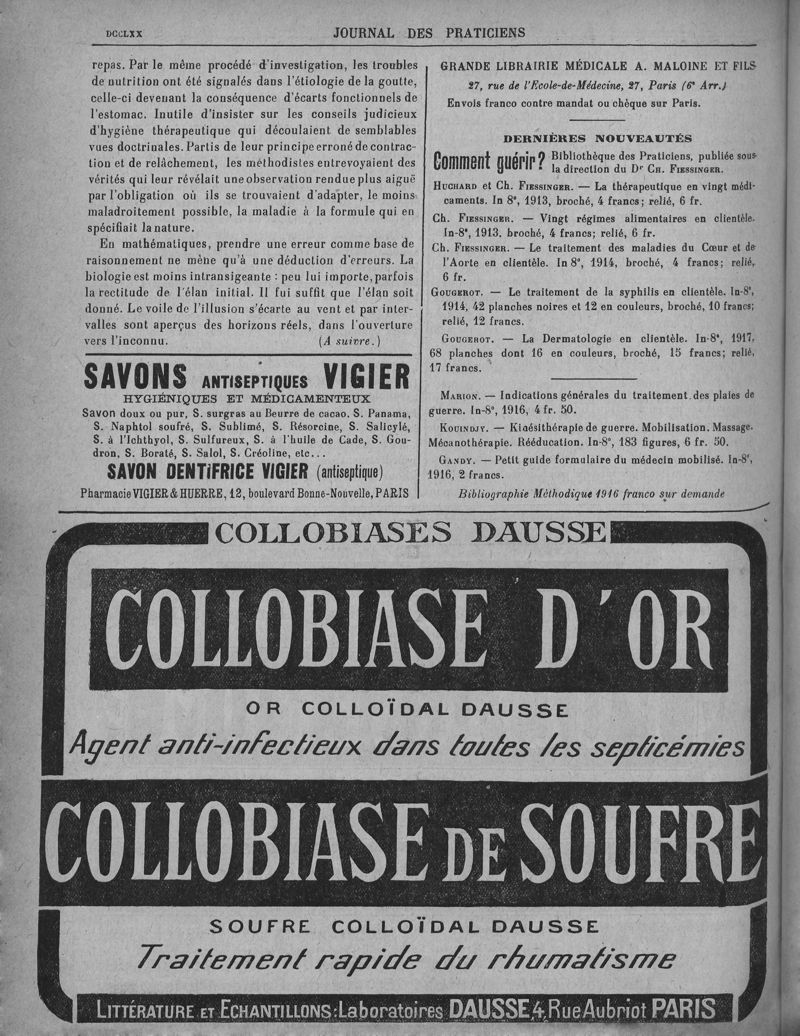 DCCLXX
JOURNAL DES PRATICIENS
repas. Par le même procédé d'investigation, les troubles
de nutrition ont été signalés dans l'étiologie de la goutte,
celle-ci devenant la conséquence d'écarts fonctionnels de
l'estomac. Inutile d'insister sur les conseils judicieux
d'hygiène thérapeutique qui découlaient de semblables
vues doctrinales. Partis de leur principe erroné de contrac-
tion et de relâchement, les méthodistes entrevoyaient des
vérités qui leur révélait une observation rendue plus aiguë
par l'obligation où ils se trouvaient d'adapter, le moins
maladroitement possible, la maladie à la formule qui en
spécifiait la nature.
En mathématiques, prendre une erreur comme base de
raisonnement ne mène qu'à une déduction d'erreurs. La
biologie est moins intransigeante : peu lui importe, parfois
la rectitude de l'élan initial. Il fui suffit que l'élan soit
donné. Le voile de l'illusion s'écarte au vent et par inter-
valles sont aperçus des horizons réels, dans l'ouverture
vers l'inconnu. (A suivre.)
SAVONS ANTISEPTIQUES VIGIER
HYGIÉNIQUES ET MÉDICAMENTEUX
Savon doux ou pur, S. surgras au Beurre de cacao, S. Panama,
S. Naphtol soufré, S. Sublimé, S. Résorcine, S. Salicylé,
S. à l'Ichthyol, S. Sulfureux, S. à l'huile de Cade, S. Gou-
dron, S. Boraté, S. Salol, S. Créoline, etc...
SAVON DENTIFRICE VIGIER (antiseptique)
Pharmacie VIGIER & HUERRE, 12, boulevard Bonne-Nouvelle, PARIS
GRANDE LIBRAIRIE MÉDICALE A. MALOINE ET FILS
27, rue de l'Ecole-de-Médecine, 27, Paris (6e Arr.)
Envois franco contre mandat ou chèque sur Paris.
DERNIÈRES NOUVEAUTÉS
Comment guérir? Bibliothèque des Praticiens, publiée sous
la direction du Dr CH. FIESSINGER.
HUCHARD et CH. FIESSINGER. — La thérapeutique en vingt médi-
caments. In 8°, 1913, broché, 4 francs; relié, 6 fr.
CH. FIESSINGER. — Vingt régimes alimentaires en clientèle.
In-8°, 1913. broché, 4 francs; relié, 6 fr.
CH. FIESSINGER. — Le traitement des maladies du Cœur et de
l'Aorte en clientèle. In 8°, 1914, broché, 4 francs; relié,
6 fr.
GOUGEROT. — Le traitement de la syphilis en clientèle. In-8°,
1914, 42 planches noires et 12 en couleurs, broché, 10 francs;
relié, 12 francs.
GOUGEROT. — La Dermatologie en clientèle. In-8°, 1917,
68 planches dont 16 en couleurs, broché, 15 francs; relié,
17 francs.
MARION. — Indications générales du traitement des plaies de
guerre. In-8°, 1916, 4 fr. 50.
KOUINDJY. — Kinésithérapie de guerre. Mobilisation. Massage.
Mécanothérapie. Rééducation. In-8°, 183 figures, 6 fr. 50.
GANDY. — Petit guide formulaire du médecin mobilisé. In-8°,
1916, 2 francs.
Bibliographie Méthodique 1916 franco sur demande
COLLOBIASES DAUSSE
COLLOBIASE D'OR
OR COLLOÏDAL DAUSSE
Agent anti-infectieux dans toutes les septicémies
COLLOBIASE DE SOUFRE
SOUFRE COLLOÏDAL DAUSSE
Traitement rapide du rhumatisme
LITTÉRATURE ET ECHANTILLONS: Laboratoires DAUSSE 4, Rue Aubriot PARIS